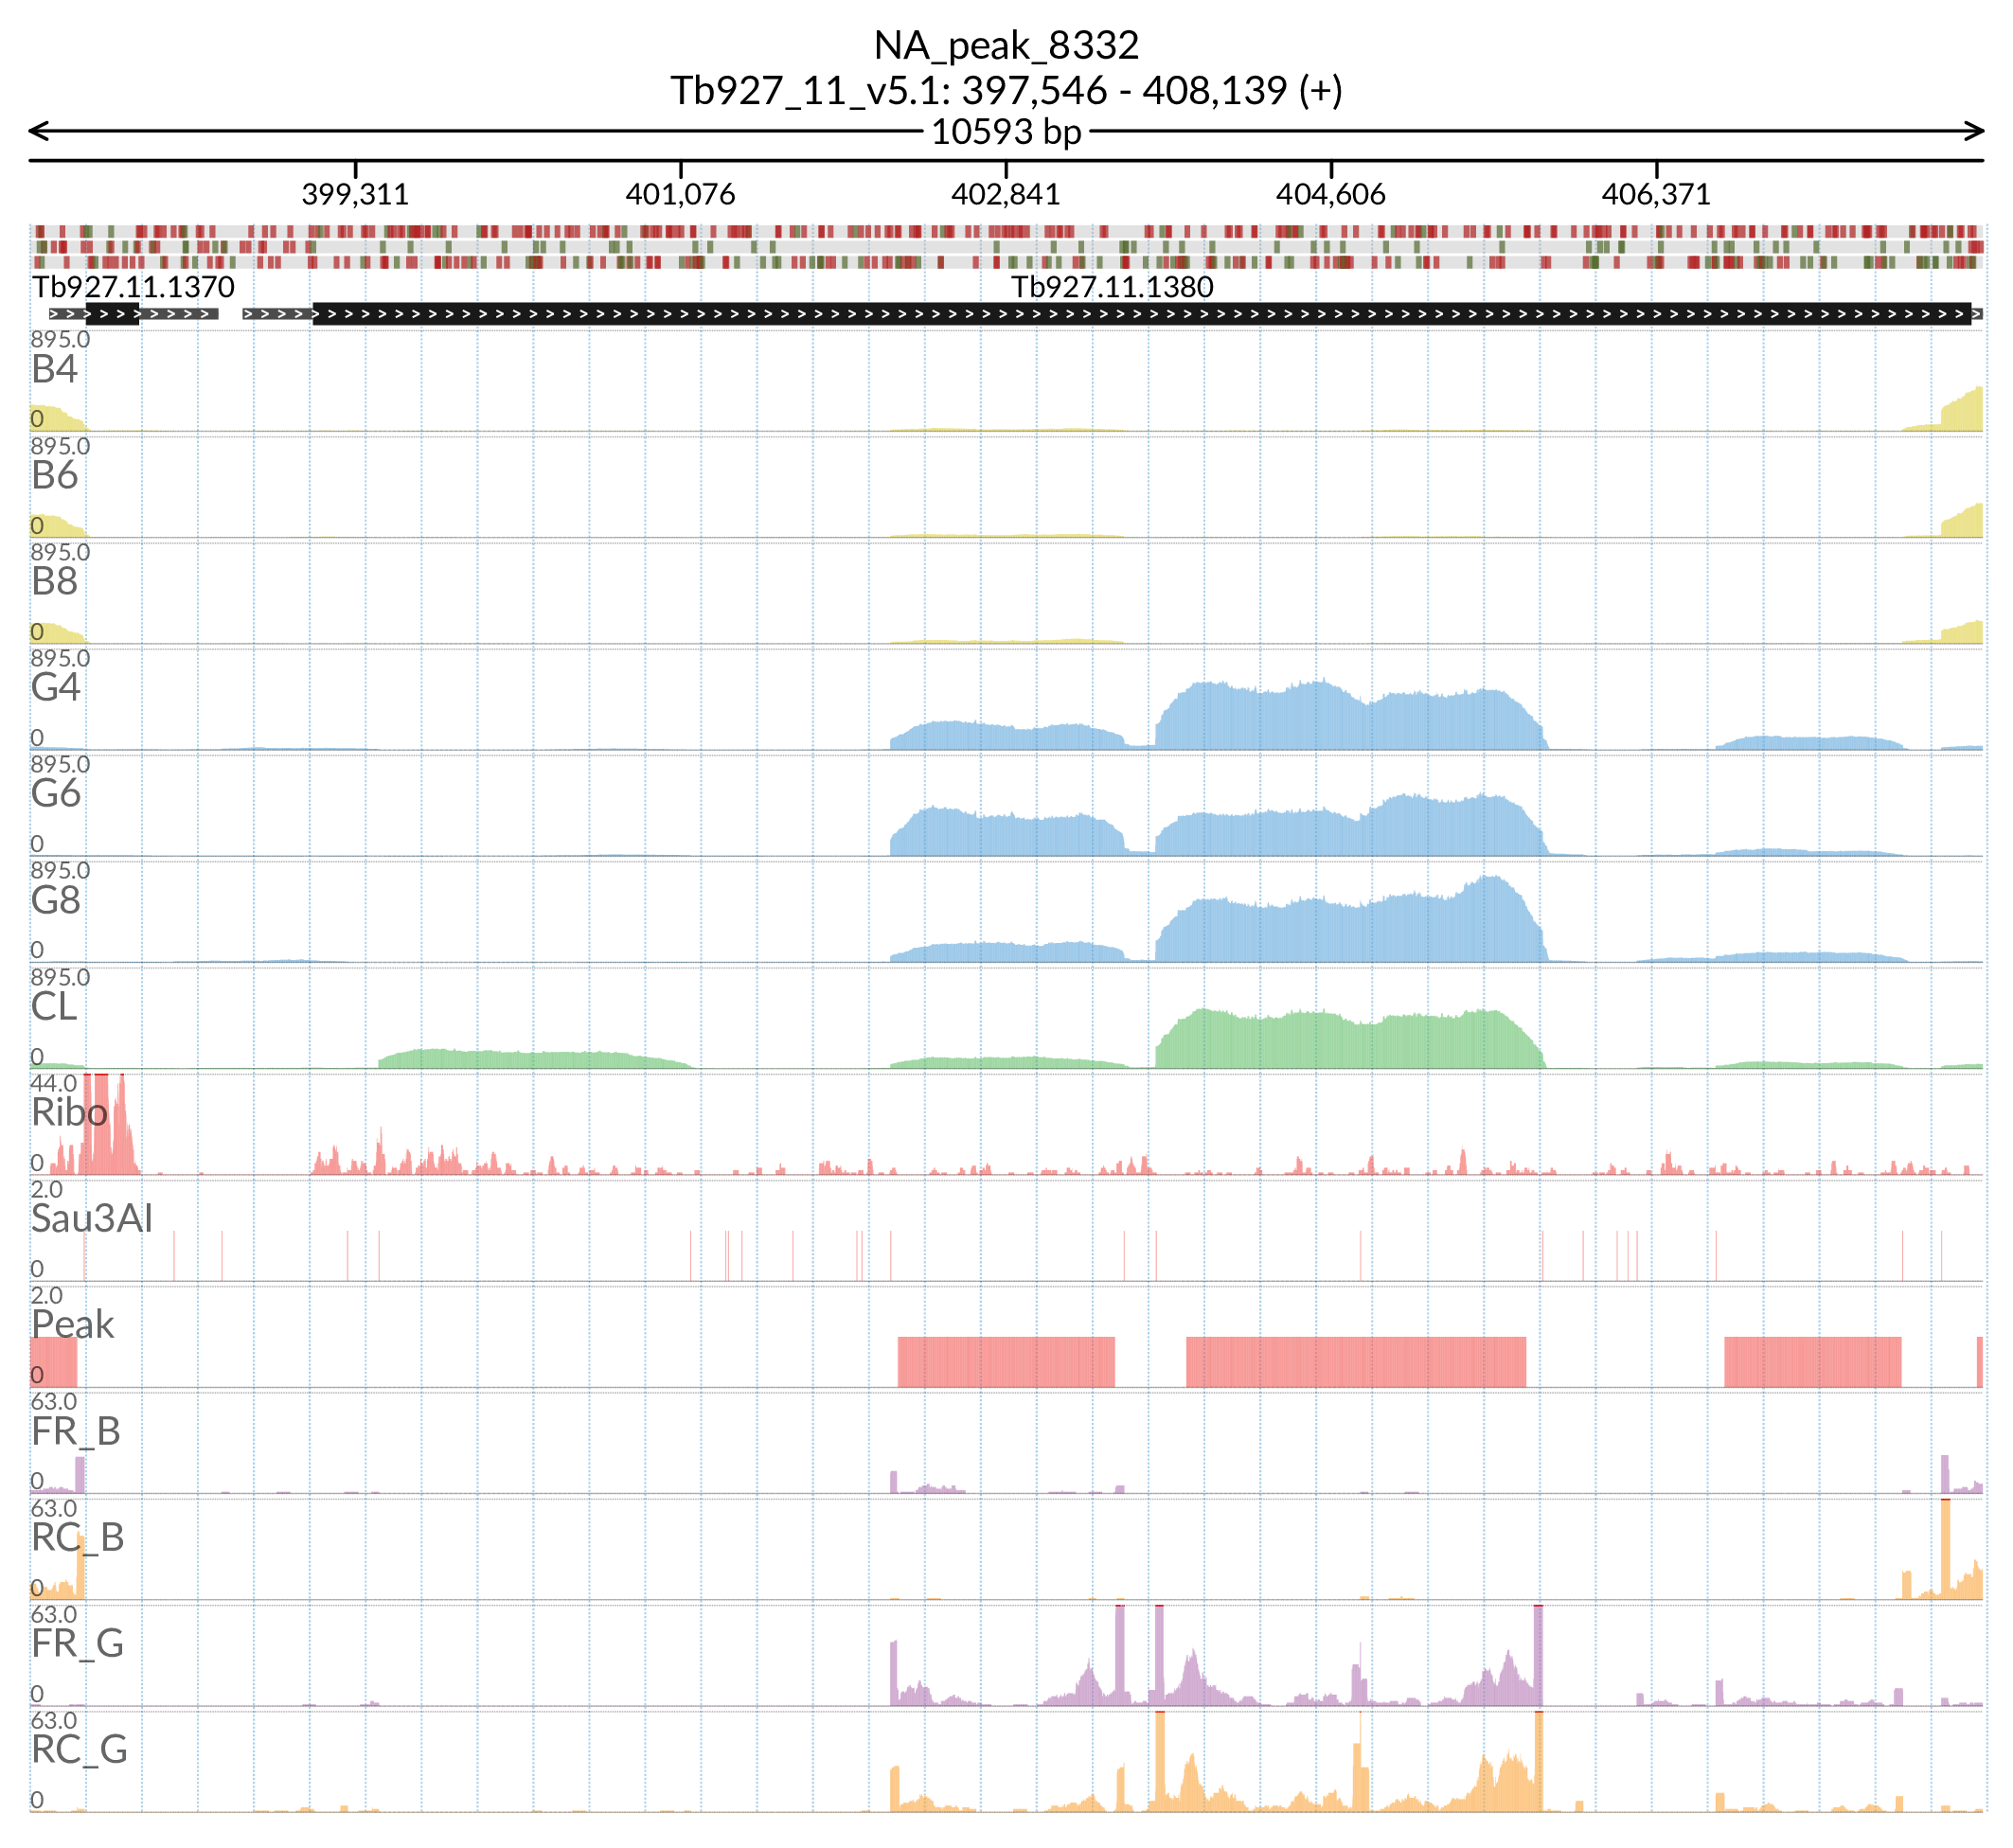 NA_peak_8332
Tb927_11_v5.1: 397,546 - 408,139 (+)
10593 bp
399,311 401,076 402,841 404,606 406,371
Tb927.11.1370 Tb927.11.1380
895.0
B4
0
895.0
B6
0
895.0
B8
0
895.0
G4
0
895.0
G6
0
895.0
G8
0
895.0
CL
0
44.0
Ribo
0
2.0
Sau3AI
0
2.0
Peak
0
63.0
FR_B
0
63.0
RC_B
0
63.0
FR_G
0
63.0
RC_G
0